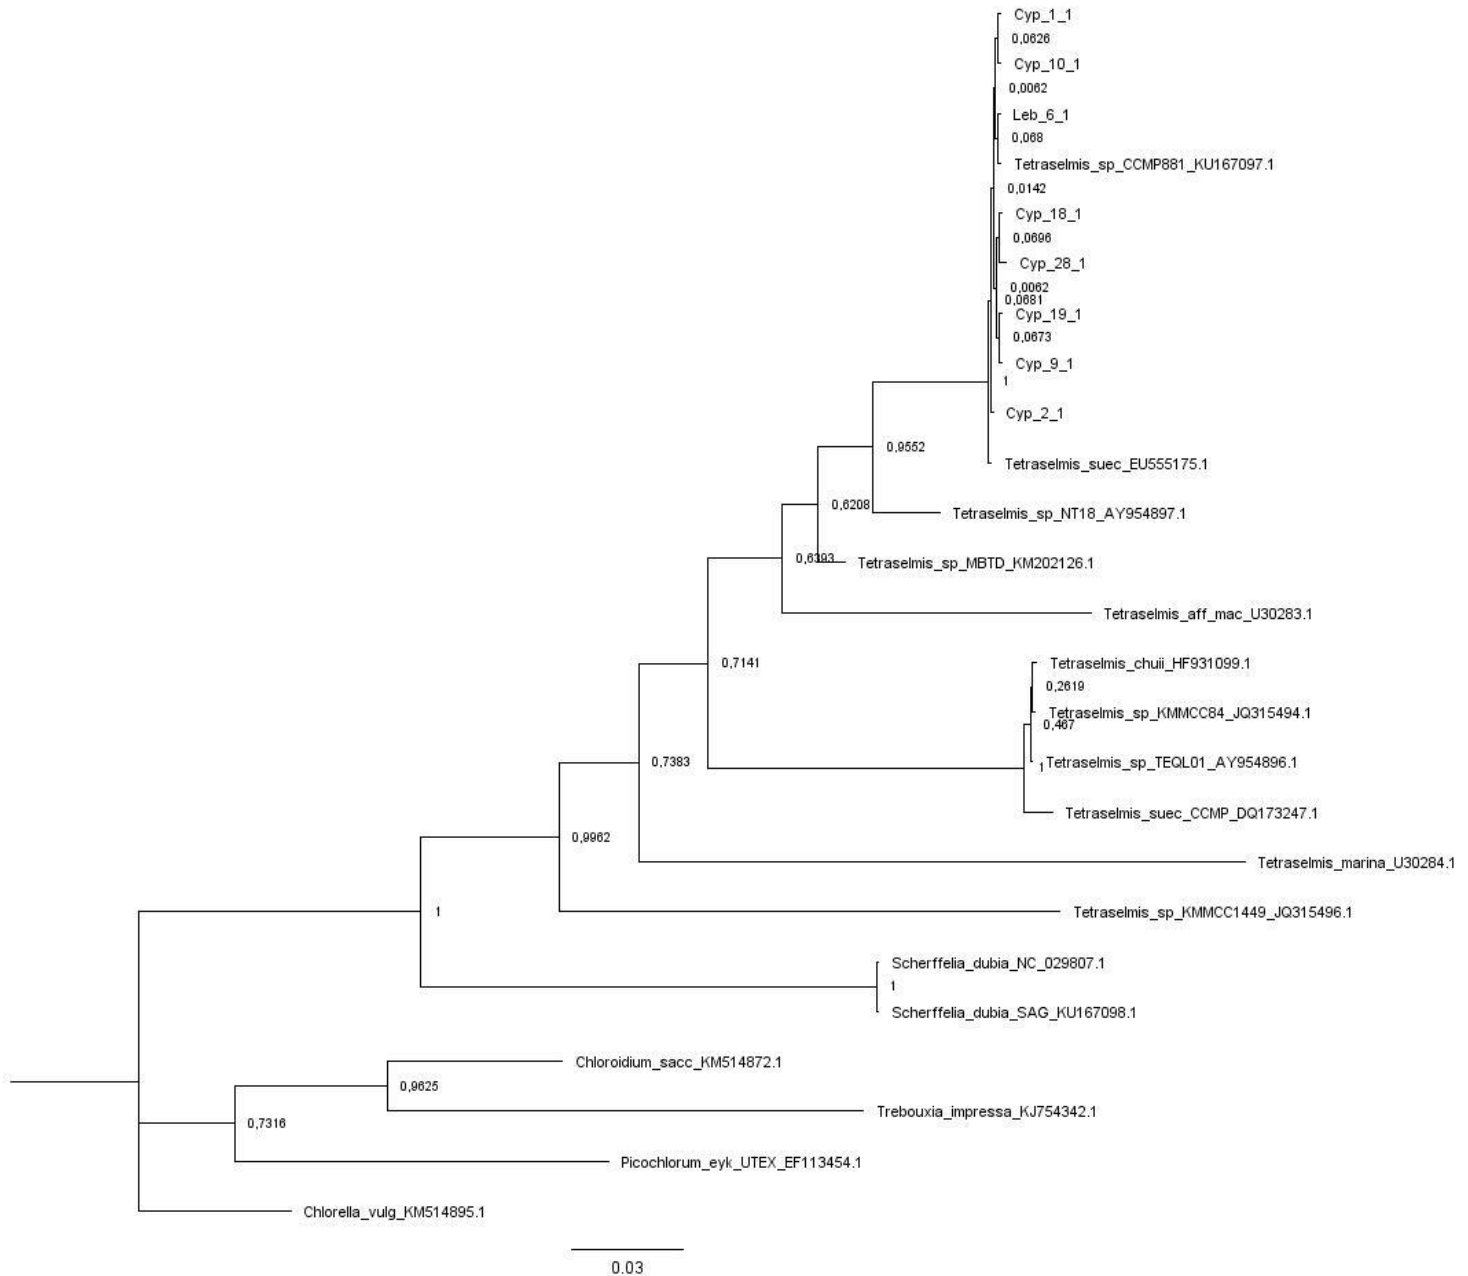 Cyp_1_1
0,0626
Cyp_10_1
0,0062
Leb_6_1
0,068
Tetraselmis_sp_CCMP881_KU167097.1
0,0142
Cyp_18_1
0,0696
Cyp_28_1
0,0062
0,0681
Cyp_19_1
0,0673
Cyp_9_1
1
Cyp_2_1
0,9552
Tetraselmis_suec_EU555175.1
0,6208
Tetraselmis_sp_NT18_AY954897.1
0,6393
Tetraselmis_sp_MBTD_KM202126.1
Tetraselmis_aff_mac_U30283.1
0,7141
Tetraselmis_chuii_HF931099.1
0,2619
Tetraselmis_sp_KMMCC84_JQ315494.1
0,467
0,7383
1
Tetraselmis_sp_TEQL01_AY954896.1
Tetraselmis_suec_CCMP_DQ173247.1
0,9962
Tetraselmis_marina_U30284.1
1
Tetraselmis_sp_KMMCC1449_JQ315496.1
Scherffelia_dubia_NC_029807.1
1
Scherffelia_dubia_SAG_KU167098.1
Chloroidium_sacc_KM514872.1
0,9625
Trebouxia_impressa_KJ754342.1
0,7316
Picochlorum_eyk_UTEX_EF113454.1
Chlorella_vulg_KM514895.1
0.03